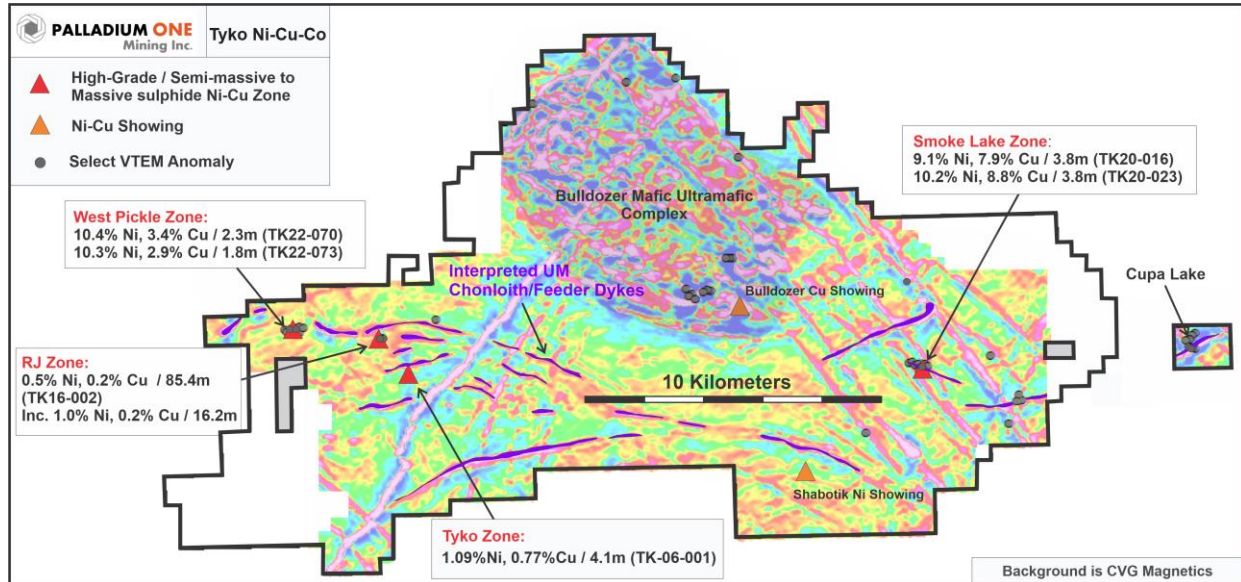 PALLADIUM ONE
Mining Inc.
Tyko Ni-Cu-Co
High-Grade / Semi-massive to
Massive sulphide Ni-Cu Zone
Ni-Cu Showing
Select VTEM Anomaly
West Pickle Zone:
10.4% Ni, 3.4% Cu / 2.3m (TK22-070)
10.3% Ni, 2.9% Cu / 1.8m (TK22-073)
Smoke Lake Zone:
9.1% Ni, 7.9% Cu / 3.8m (TK20-016)
10.2% Ni, 8.8% Cu / 3.8m (TK20-023)
Bulldozer Mafic Ultramafic
Complex
Interpreted UM
Chonloith/Feeder Dykes
Bulldozer Cu Showing
Cupa Lake
RJ Zone:
0.5% Ni, 0.2% Cu / 85.4m
(TK16-002)
Inc. 1.0% Ni, 0.2% Cu / 16.2m
10 Kilometers
Shabotik Ni Showing
Tyko Zone:
1.09%Ni, 0.77%Cu / 4.1m (TK-06-001)
Background is CVG Magnetics